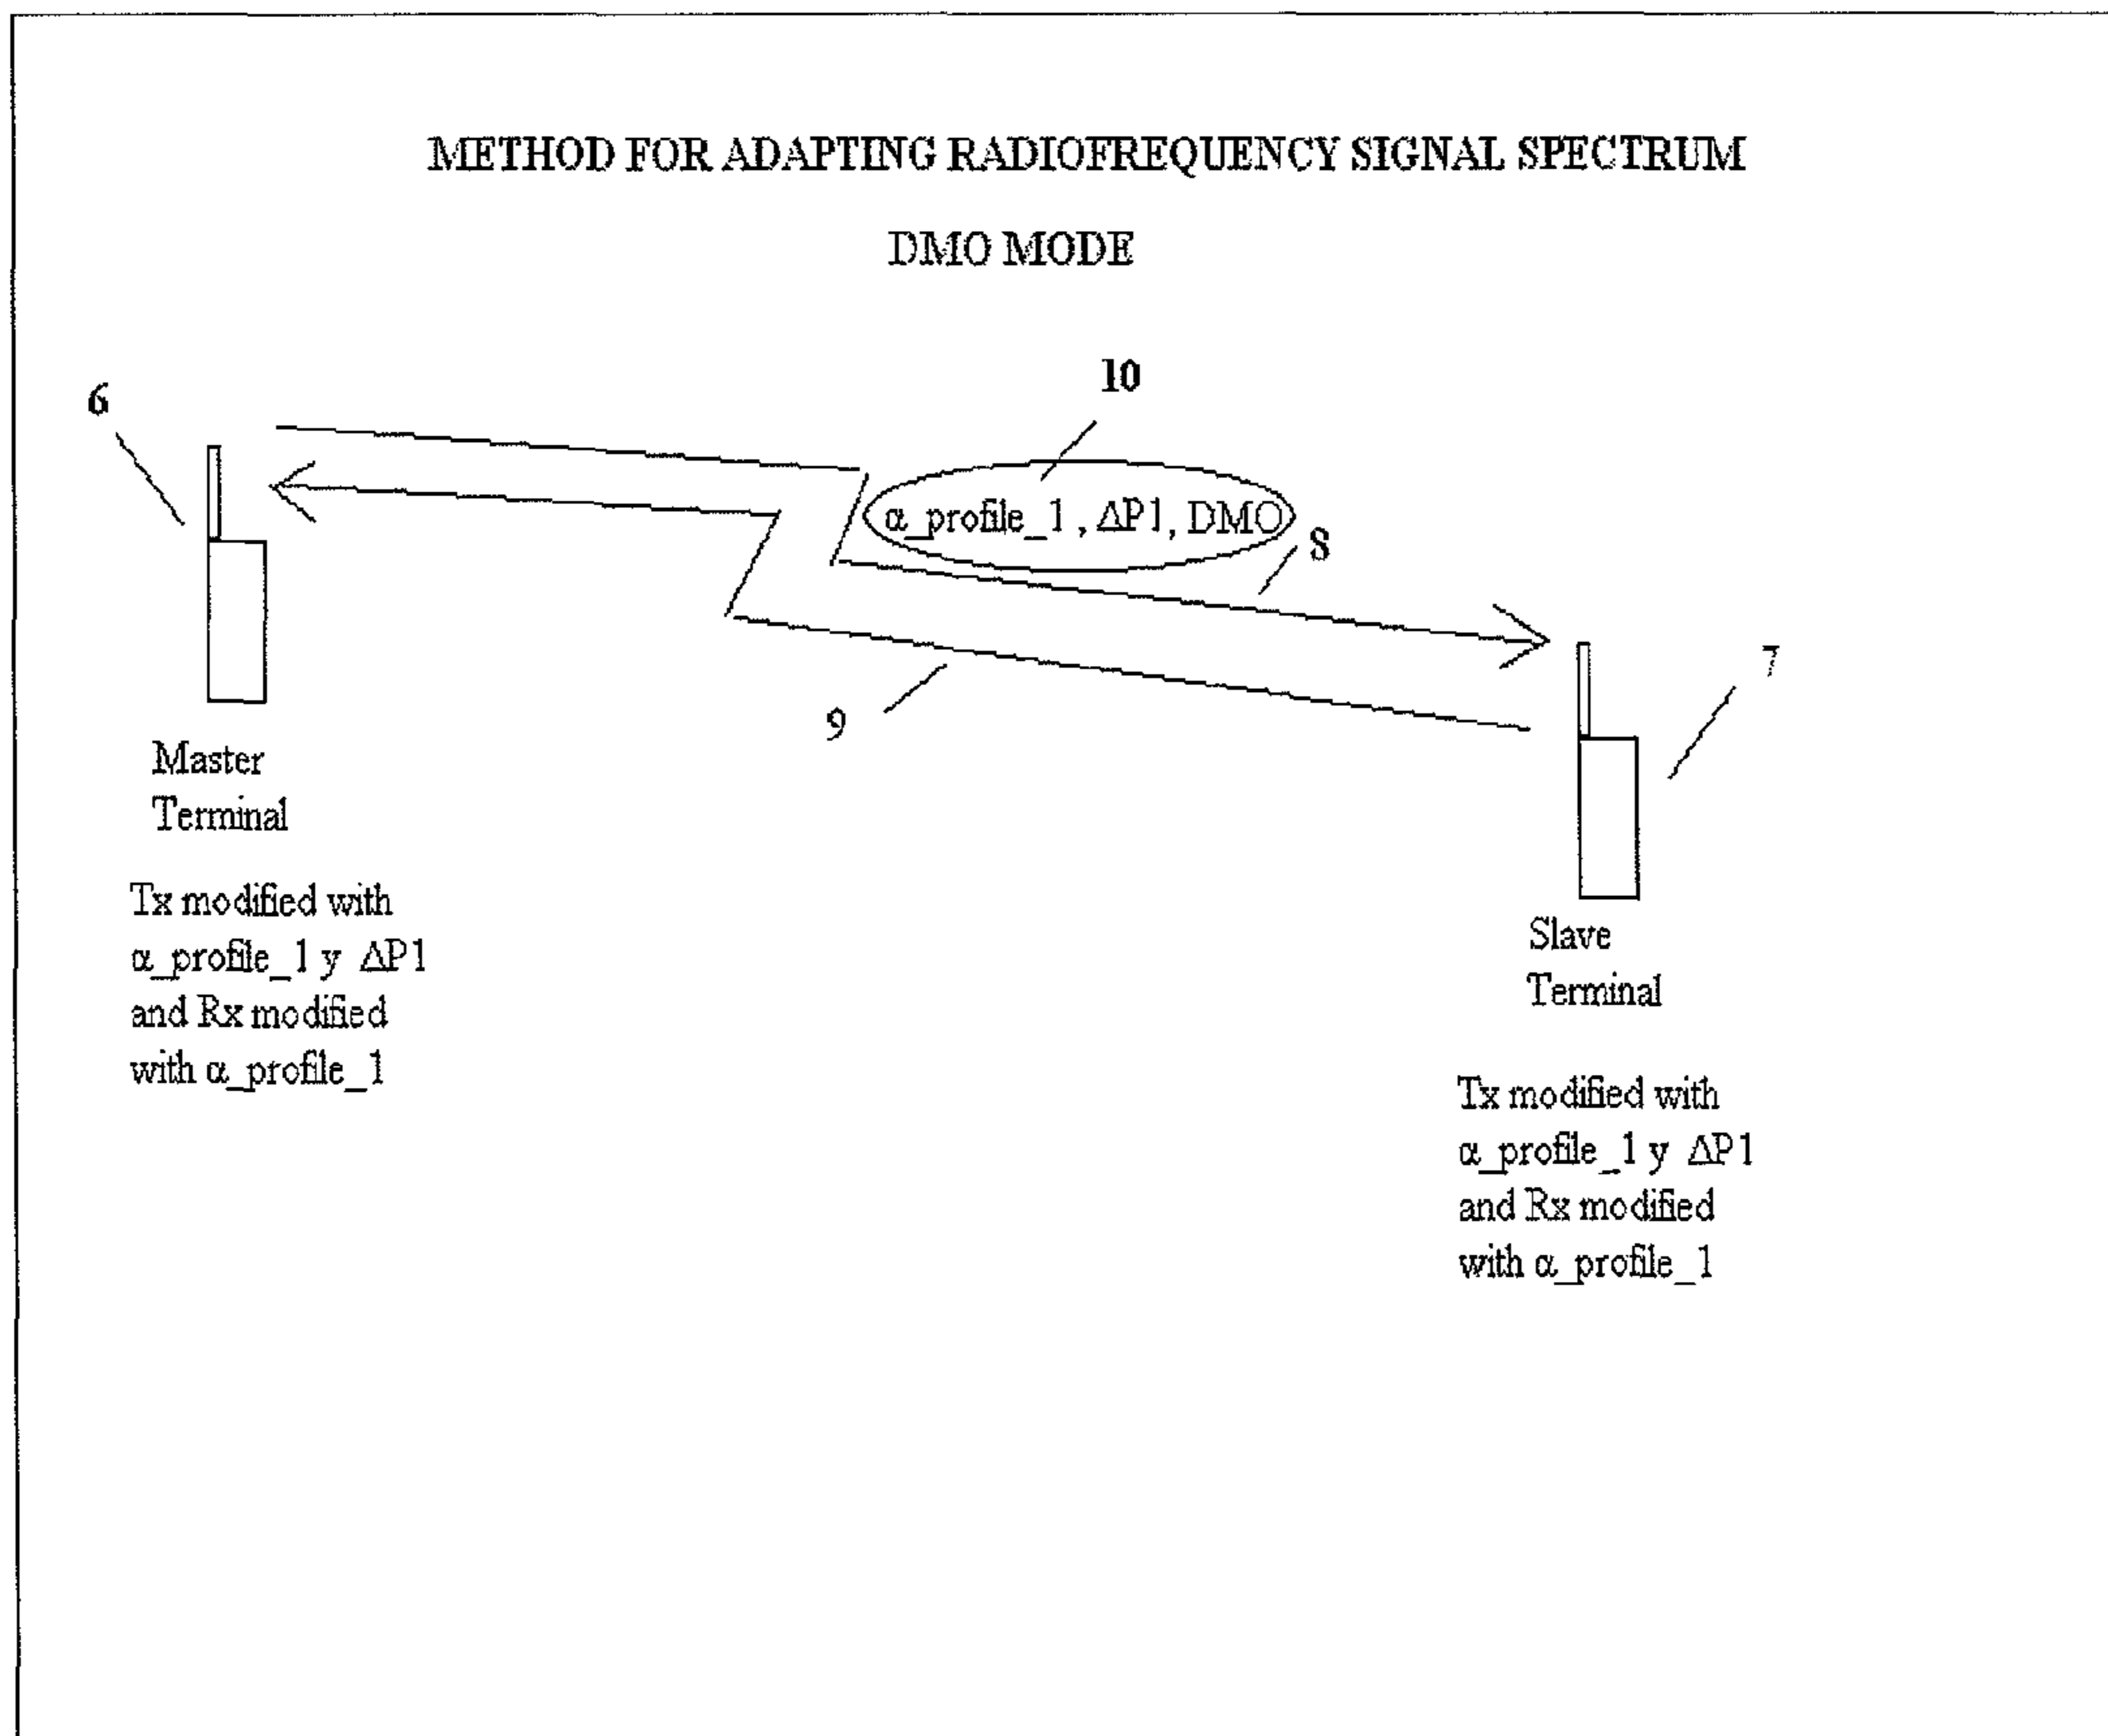 METHOD FOR ADAPTING RADIOFREQUENCY SIGNAL SPECTRUM
DMO MODE
10
6
α_profile_1 , ΔP1, DMO
8
7
9
Master
Terminal
Tx modified with
α_profile_1 y ΔP1
and Rx modified
with α_profile_1
Slave
Terminal
Tx modified with
α_profile_1 y ΔP1
and Rx modified
with α_profile_1